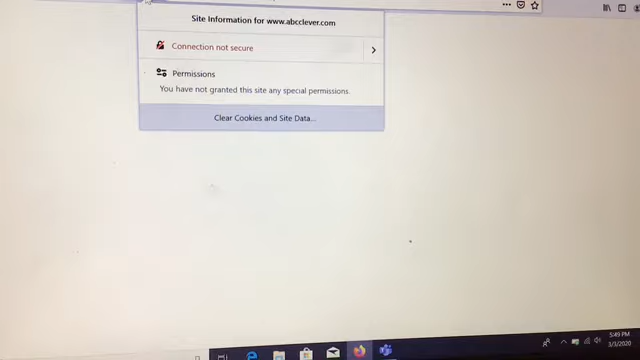 Site Information for www.abcclever.com
Connection not secure
Permissions
You have not granted this site any special permissions.
Clear Cookies and Site Data...
5:49 PM
3/3/2020